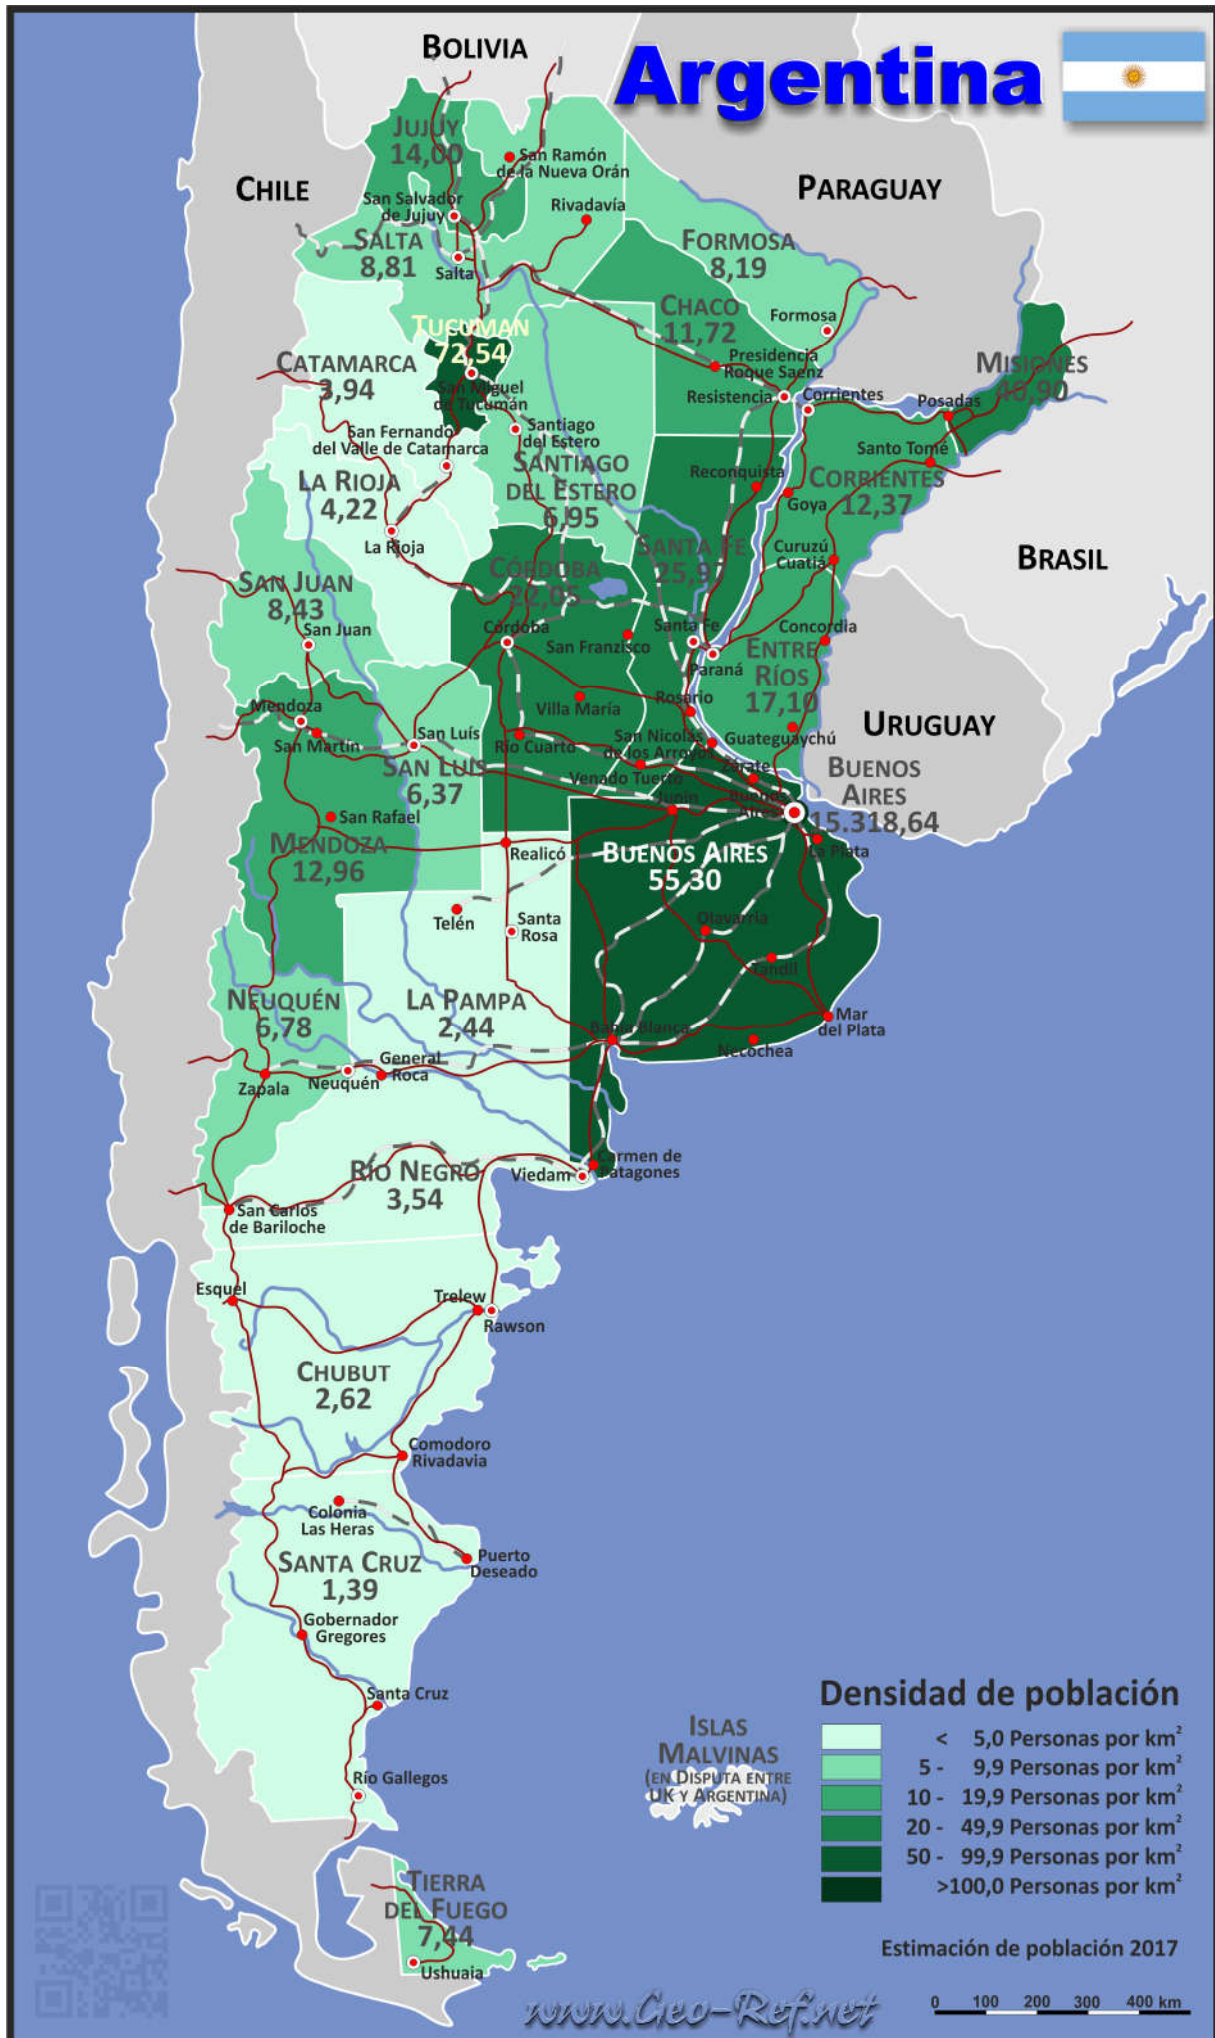 BOLIVIA
Argentina
JUJUY
14,00
San Ramón
de la Nueva Orán
CHILE
PARAGUAY
San Salvador
de Jujuy
Rivadavía
SALTA
8,81
Salta
FORMOSA
8,19
CHACO
11,72
Formosa
TUCUMAN
72,54
CATAMARCA
3,94
Presidencia
Roque Saenz
MISIONES
40,90
San Miguel
de Tucumán
Resistencia
Corrientes
Posadas
San Fernando
del Valle de Catamarca
Santiago
del Estero
Santo Tomé
SANTIAGO
DEL ESTERO
6,95
LA RIOJA
4,22
Reconquista
CORRIENTES
12,37
Goya
La Rioja
Curuzú
Cuatiá
SANTA FE
25,97
CÓRDOBA
22,05
BRASIL
SAN JUAN
8,43
San Juan
Córdoba
San Franzisco
Santa Fe
Concordia
Paraná
ENTRE
RÍOS
17,10
Mendoza
San Martín
Villa María
Rosario
URUGUAY
San Luís
Río Cuarto
San Nicolas
de los Arroyos
Guateguaychú
Venado Tuerto
Zárate
SAN LUIS
6,37
BUENOS
AIRES
15.318,64
Junín
Buenos
Aires
San Rafael
MENDOZA
12,96
Realicó
BUENOS AIRES
55,30
La Plata
Telén
Santa
Rosa
Olavarría
Tandil
NEUQUÉN
6,78
LA PAMPA
2,44
Bahía Blanca
Mar
del Plata
Necochea
Zapala
Neuquén
General
Roca
RÍO NEGRO
3,54
Viedam
Carmen de
Patagones
San Carlos
de Bariloche
Esquel
Trelew
Rawson
CHUBUT
2,62
Comodoro
Rivadavia
Colonia
Las Heras
SANTA CRUZ
1,39
Puerto
Deseado
Gobernador
Gregores
Santa Cruz
Río Gallegos
ISLAS
MALVINAS
(EN DISPUTA ENTRE
UK Y ARGENTINA)
Densidad de población
< 5,0 Personas por km²
5 - 9,9 Personas por km²
10 - 19,9 Personas por km²
20 - 49,9 Personas por km²
50 - 99,9 Personas por km²
>100,0 Personas por km²
TIERRA
DEL FUEGO
7,44
Ushuaia
Estimación de población 2017
www.Geo-Ref.net
0 100 200 300 400 km